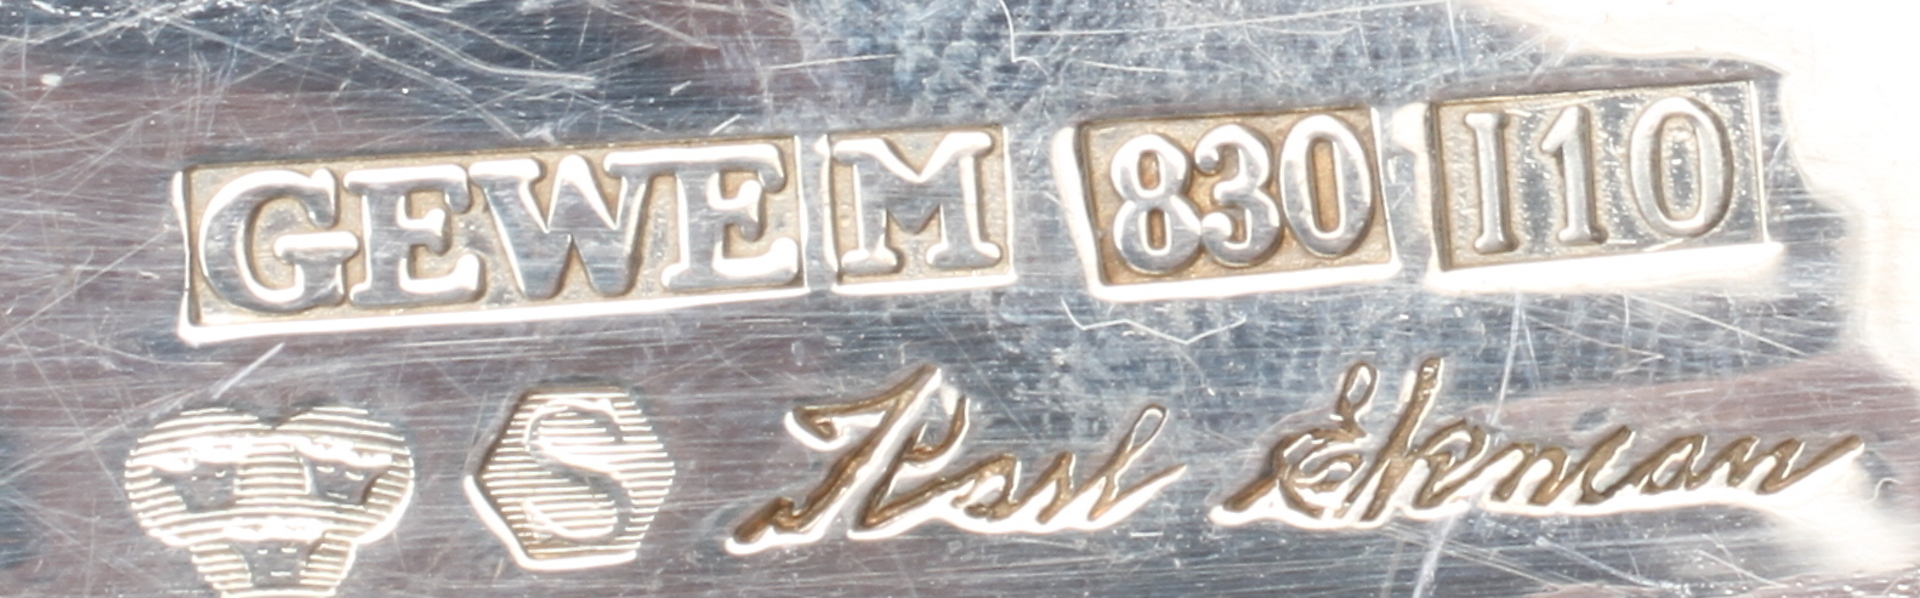 GEWE M 830 I10
S Karl Ekman